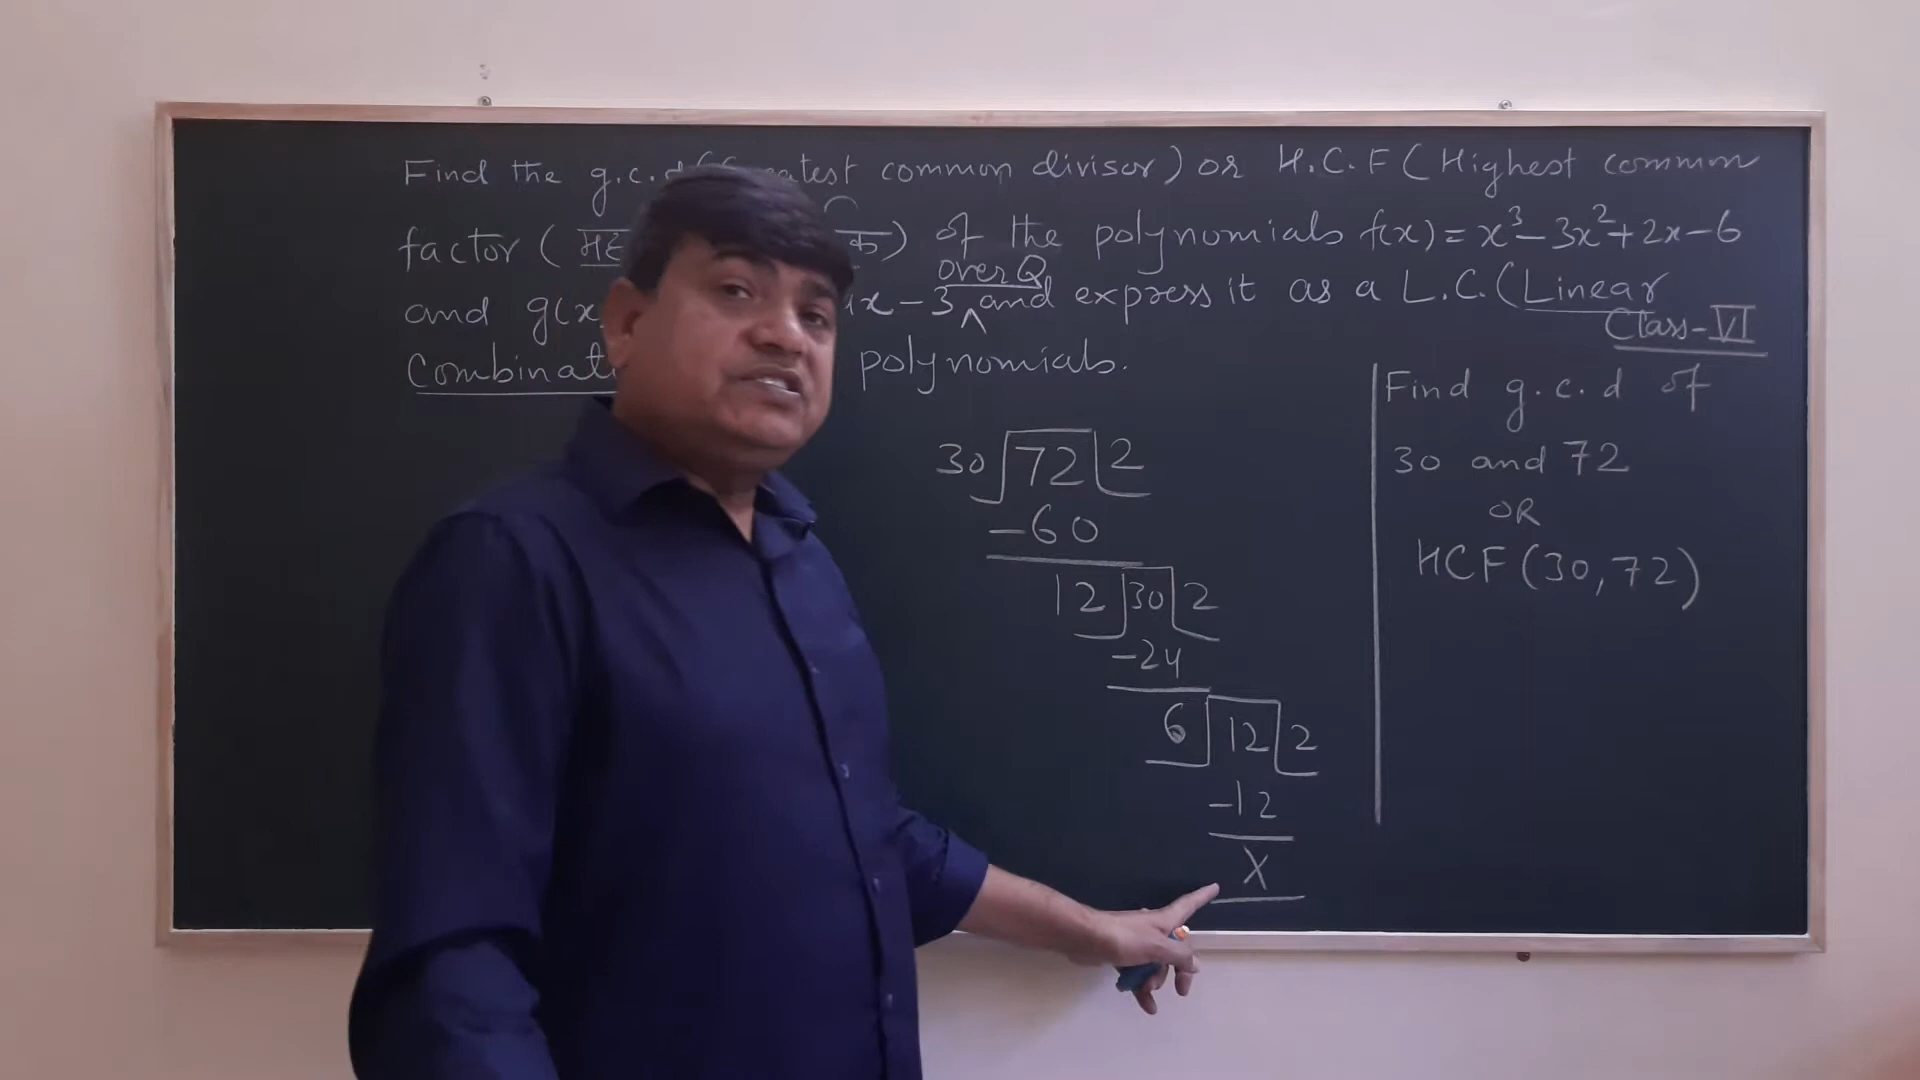 Find the g.c.d ( common divisor) or H.C.F (Highest common
factor ( ) of the polynomials f(x) = x³ - 3x² + 2x - 6
over Q
and g(x x - 3 ^ and express it as a L.C. (Linear
Combinati polynomials.
Class-VI
Find g.c.d of
30 and 72
OR
HCF (30, 72)
30 72 2
-60
12 30 2
-24
6 12 2
-12
X